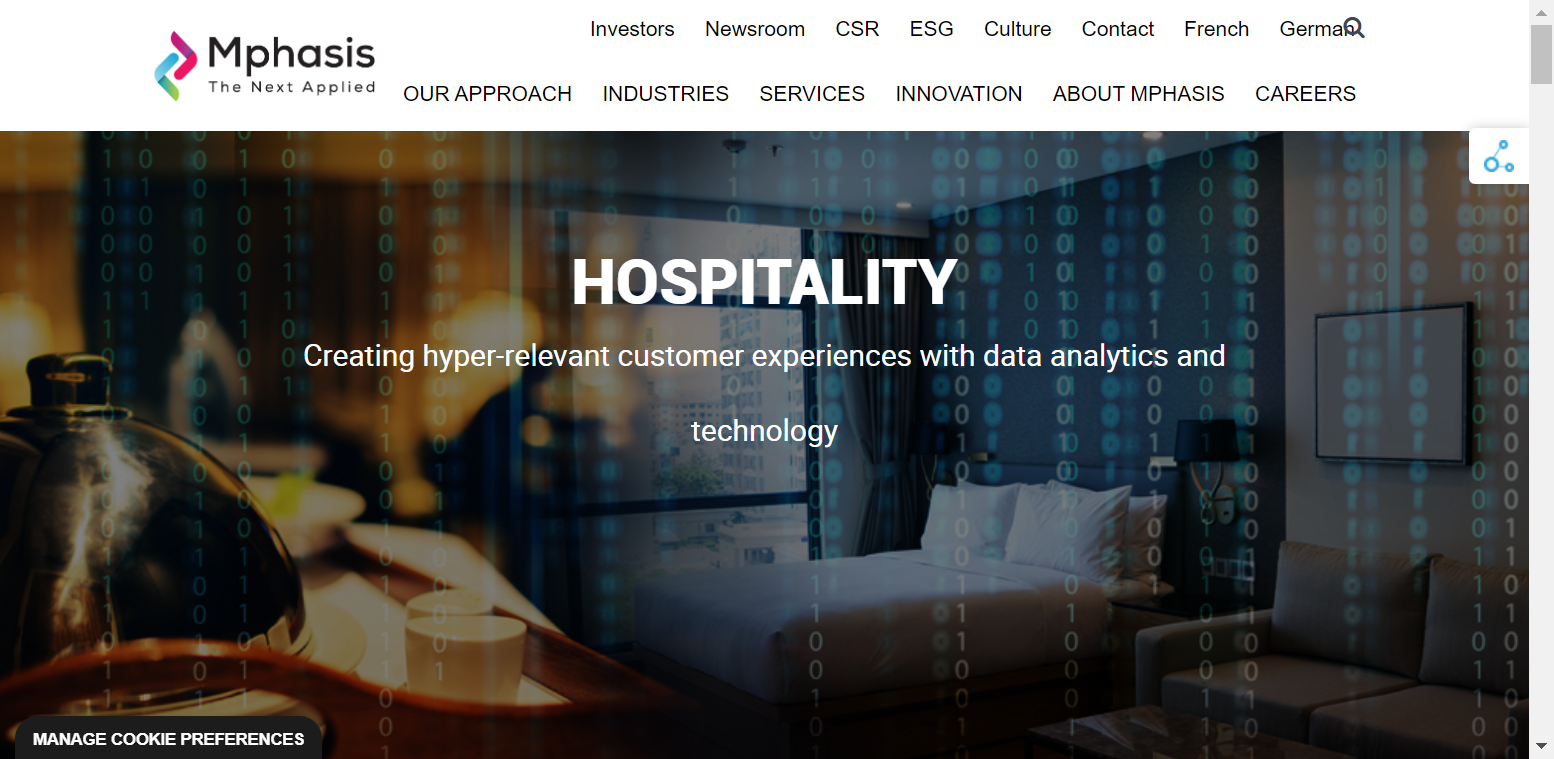 Investors Newsroom CSR ESG Culture Contact French German
Mphasis
The Next Applied
OUR APPROACH INDUSTRIES SERVICES INNOVATION ABOUT MPHASIS CAREERS
HOSPITALITY
Creating hyper-relevant customer experiences with data analytics and
technology
MANAGE COOKIE PREFERENCES